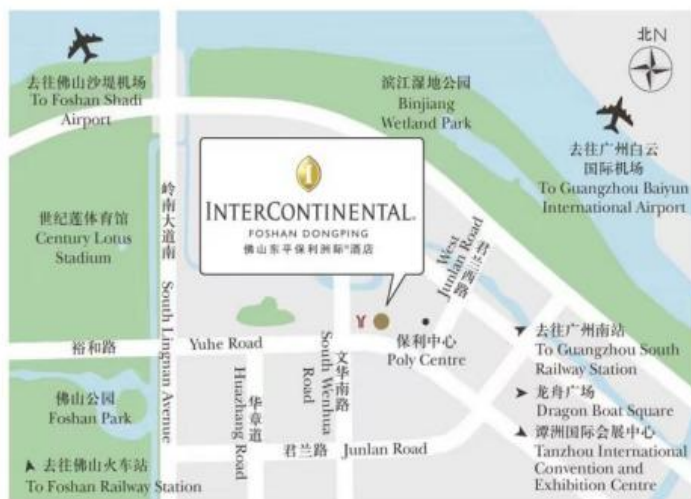 北N
去往佛山沙堤机场
To Foshan Shadi
Airport
滨江湿地公园
Binjiang
Wetland Park
去往广州白云
国际机场
To Guangzhou Baiyun
International Airport
世纪莲体育馆
Century Lotus
Stadium
岭南大道南 South Lingnan Avenue
INTERCONTINENTAL®
FOSHAN DONGPING
佛山东平保利洲际®酒店
君兰西路
West
Junlan Road
裕和路 Yuhe Road
文华南路
South Wenhua
Road
保利中心
Poly Centre
去往广州南站
To Guangzhou South
Railway Station
龙舟广场
Dragon Boat Square
谭洲国际会展中心
Tanzhou International
Convention and
Exhibition Centre
佛山公园
Foshan Park
华章道
Huazhang Road
君兰路 Junlan Road
去往佛山火车站
To Foshan Railway Station